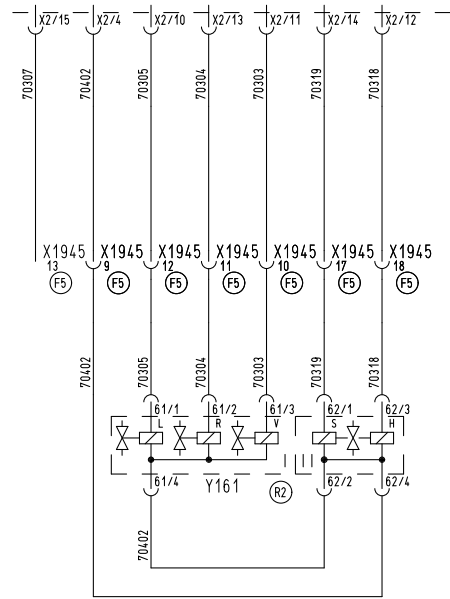 X2/15 X2/4 X2/10 X2/13 X2/11 X2/14 X2/12
70307 70402 70305 70304 70303 70319 70318
X1945 X1945 X1945 X1945 X1945 X1945 X1945
13 9 12 11 10 17 18
F5 F5 F5 F5 F5 F5 F5
70402 70305 70304 70303 70319 70318
61/1 61/2 61/3 62/1 62/3
L R V S H
61/4 62/2 62/4
Y161 R2
70402